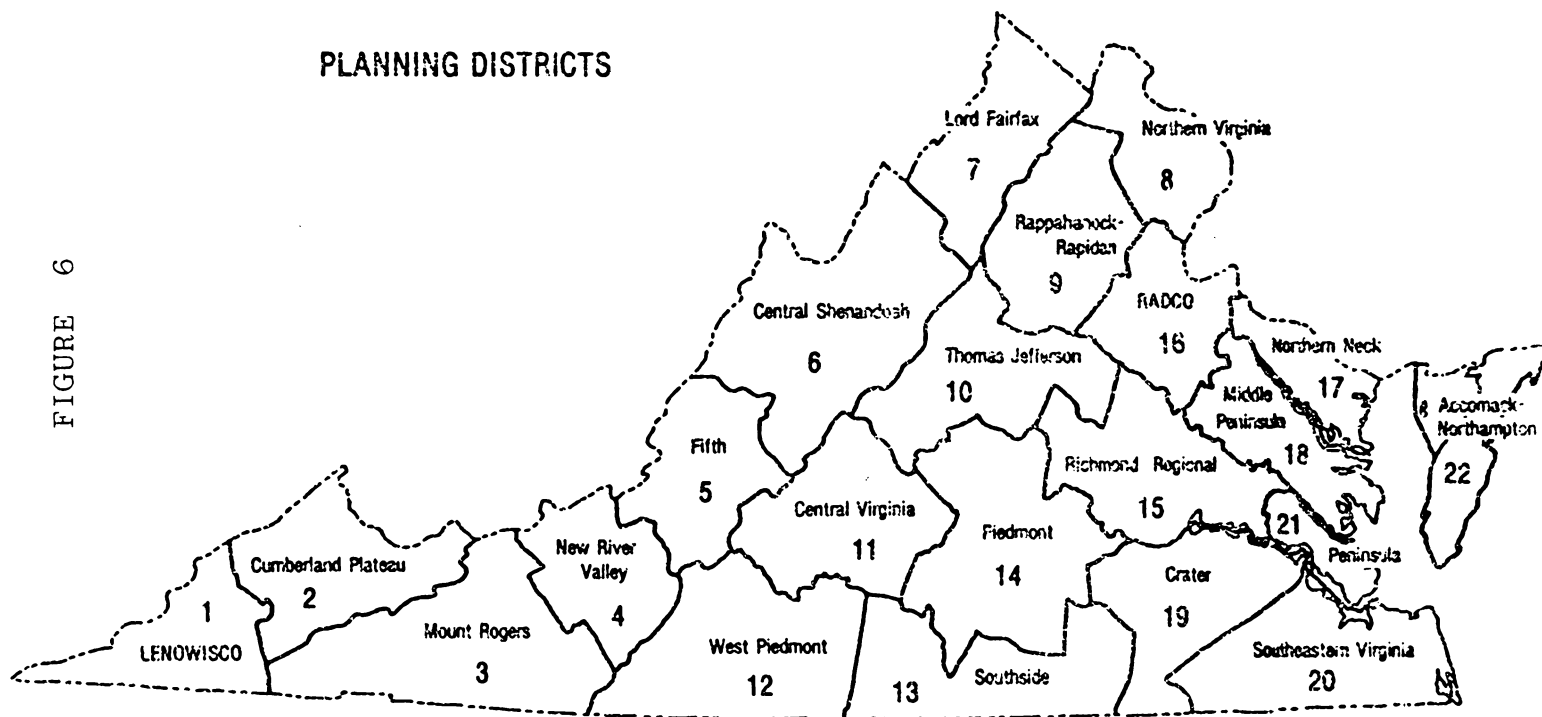 PLANNING DISTRICTS
FIGURE 6
Lord Fairfax
7
Northern Virginia
8
Rappahanock-
Rapidan
9
Central Shenandoah
6
RADCO
16
Thomas Jefferson
10
Northern Neck
17
Middle
Peninsula
18
Accomack-
Northampton
22
Fifth
5
Richmond Regional
15
Central Virginia
11
Piedmont
14
21
Peninsula
New River
Valley
4
Cumberland Plateau
2
Crater
19
1
LENOWISCO
Mount Rogers
3
West Piedmont
12
13
Southside
Southeastern Virginia
20